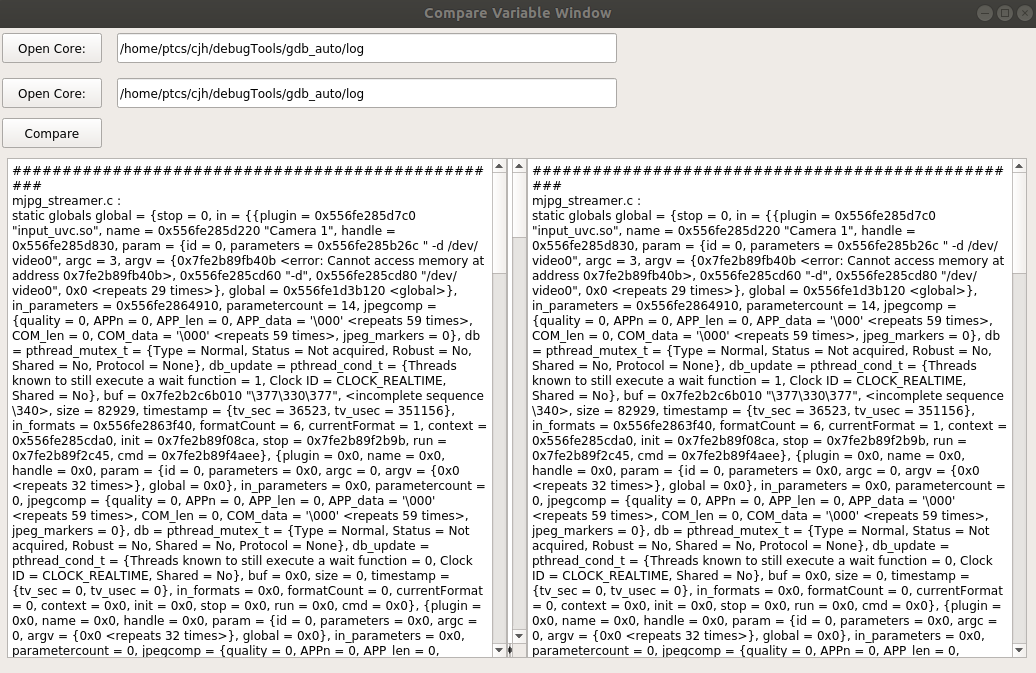 Compare Variable Window
Open Core:
/home/ptcs/cjh/debugTools/gdb_auto/log
Open Core:
/home/ptcs/cjh/debugTools/gdb_auto/log
Compare
###############################################
###
mjpg_streamer.c :
static globals global = {stop = 0, in = {{plugin = 0x556fe285d7c0
"input_uvc.so", name = 0x556fe285d220 "Camera 1", handle =
0x556fe285d830, param = {id = 0, parameters = 0x556fe285b26c " -d /dev/
video0", argc = 3, argv = {0x7fe2b89fb40b <error: Cannot access memory at
address 0x7fe2b89fb40b>, 0x556fe285cd60 "-d", 0x556fe285cd80 "/dev/
video0", 0x0 <repeats 29 times>}, global = 0x556fe1d3b120 <global>},
in_parameters = 0x556fe2864910, parametercount = 14, jpegcomp =
{quality = 0, APPn = 0, APP_len = 0, APP_data = '\000' <repeats 59 times>,
COM_len = 0, COM_data = '\000' <repeats 59 times>, jpeg_markers = 0}, db
= pthread_mutex_t = {Type = Normal, Status = Not acquired, Robust = No,
Shared = No, Protocol = None}, db_update = pthread_cond_t = {Threads
known to still execute a wait function = 1, Clock ID = CLOCK_REALTIME,
Shared = No}, buf = 0x7fe2b2c6b010 "\377\330\377", <incomplete sequence
\340>, size = 82929, timestamp = {tv_sec = 36523, tv_usec = 351156},
in_formats = 0x556fe2863f40, formatCount = 6, currentFormat = 1, context =
0x556fe285cda0, init = 0x7fe2b89f08ca, stop = 0x7fe2b89f2b9b, run =
0x7fe2b89f2c45, cmd = 0x7fe2b89f4aee}, {plugin = 0x0, name = 0x0,
handle = 0x0, param = {id = 0, parameters = 0x0, argc = 0, argv = {0x0
<repeats 32 times>}, global = 0x0}, in_parameters = 0x0, parametercount =
0, jpegcomp = {quality = 0, APPn = 0, APP_len = 0, APP_data = '\000'
<repeats 59 times>, COM_len = 0, COM_data = '\000' <repeats 59 times>,
jpeg_markers = 0}, db = pthread_mutex_t = {Type = Normal, Status = Not
acquired, Robust = No, Shared = No, Protocol = None}, db_update =
pthread_cond_t = {Threads known to still execute a wait function = 0, Clock
ID = CLOCK_REALTIME, Shared = No}, buf = 0x0, size = 0, timestamp =
{tv_sec = 0, tv_usec = 0}, in_formats = 0x0, formatCount = 0, currentFormat
= 0, context = 0x0, init = 0x0, stop = 0x0, run = 0x0, cmd = 0x0}, {plugin =
0x0, name = 0x0, handle = 0x0, param = {id = 0, parameters = 0x0, argc =
0, argv = {0x0 <repeats 32 times>}, global = 0x0}, in_parameters = 0x0,
parametercount = 0, jpegcomp = {quality = 0, APPn = 0, APP_len = 0,
###############################################
###
mjpg_streamer.c :
static globals global = {stop = 0, in = {{plugin = 0x556fe285d7c0
"input_uvc.so", name = 0x556fe285d220 "Camera 1", handle =
0x556fe285d830, param = {id = 0, parameters = 0x556fe285b26c " -d /dev/
video0", argc = 3, argv = {0x7fe2b89fb40b <error: Cannot access memory at
address 0x7fe2b89fb40b>, 0x556fe285cd60 "-d", 0x556fe285cd80 "/dev/
video0", 0x0 <repeats 29 times>}, global = 0x556fe1d3b120 <global>},
in_parameters = 0x556fe2864910, parametercount = 14, jpegcomp =
{quality = 0, APPn = 0, APP_len = 0, APP_data = '\000' <repeats 59 times>,
COM_len = 0, COM_data = '\000' <repeats 59 times>, jpeg_markers = 0}, db
= pthread_mutex_t = {Type = Normal, Status = Not acquired, Robust = No,
Shared = No, Protocol = None}, db_update = pthread_cond_t = {Threads
known to still execute a wait function = 1, Clock ID = CLOCK_REALTIME,
Shared = No}, buf = 0x7fe2b2c6b010 "\377\330\377", <incomplete sequence
\340>, size = 82929, timestamp = {tv_sec = 36523, tv_usec = 351156},
in_formats = 0x556fe2863f40, formatCount = 6, currentFormat = 1, context =
0x556fe285cda0, init = 0x7fe2b89f08ca, stop = 0x7fe2b89f2b9b, run =
0x7fe2b89f2c45, cmd = 0x7fe2b89f4aee}, {plugin = 0x0, name = 0x0,
handle = 0x0, param = {id = 0, parameters = 0x0, argc = 0, argv = {0x0
<repeats 32 times>}, global = 0x0}, in_parameters = 0x0, parametercount =
0, jpegcomp = {quality = 0, APPn = 0, APP_len = 0, APP_data = '\000'
<repeats 59 times>, COM_len = 0, COM_data = '\000' <repeats 59 times>,
jpeg_markers = 0}, db = pthread_mutex_t = {Type = Normal, Status = Not
acquired, Robust = No, Shared = No, Protocol = None}, db_update =
pthread_cond_t = {Threads known to still execute a wait function = 0, Clock
ID = CLOCK_REALTIME, Shared = No}, buf = 0x0, size = 0, timestamp =
{tv_sec = 0, tv_usec = 0}, in_formats = 0x0, formatCount = 0, currentFormat
= 0, context = 0x0, init = 0x0, stop = 0x0, run = 0x0, cmd = 0x0}, {plugin =
0x0, name = 0x0, handle = 0x0, param = {id = 0, parameters = 0x0, argc =
0, argv = {0x0 <repeats 32 times>}, global = 0x0}, in_parameters = 0x0,
parametercount = 0, jpegcomp = {quality = 0, APPn = 0, APP_len = 0,